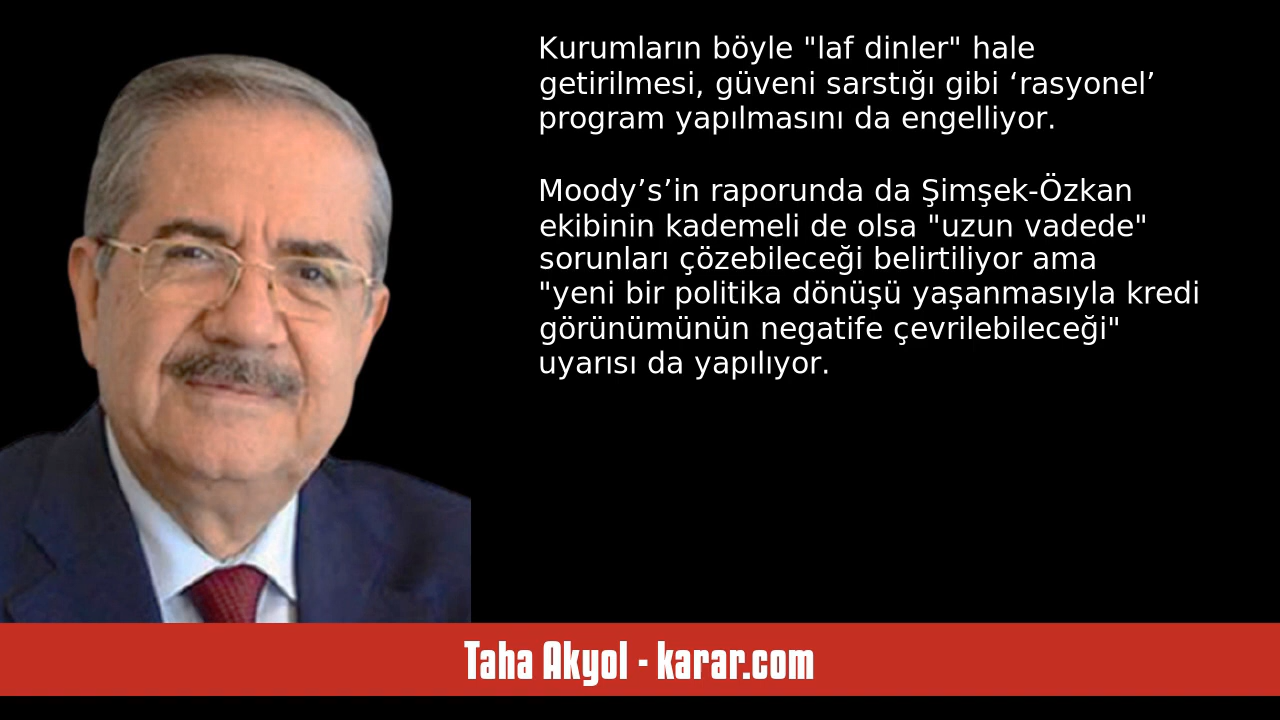 Kurumların böyle "laf dinler" hale
getirilmesi, güveni sarstığı gibi ‘rasyonel’
program yapılmasını da engelliyor.
Moody’s’in raporunda da Şimşek-Özkan
ekibinin kademeli de olsa "uzun vadede"
sorunları çözebileceği belirtiliyor ama
"yeni bir politika dönüşü yaşanmasıyla kredi
görünümünün negatife çevrilebileceği"
uyarısı da yapılıyor.
Taha Akyol - karar.com